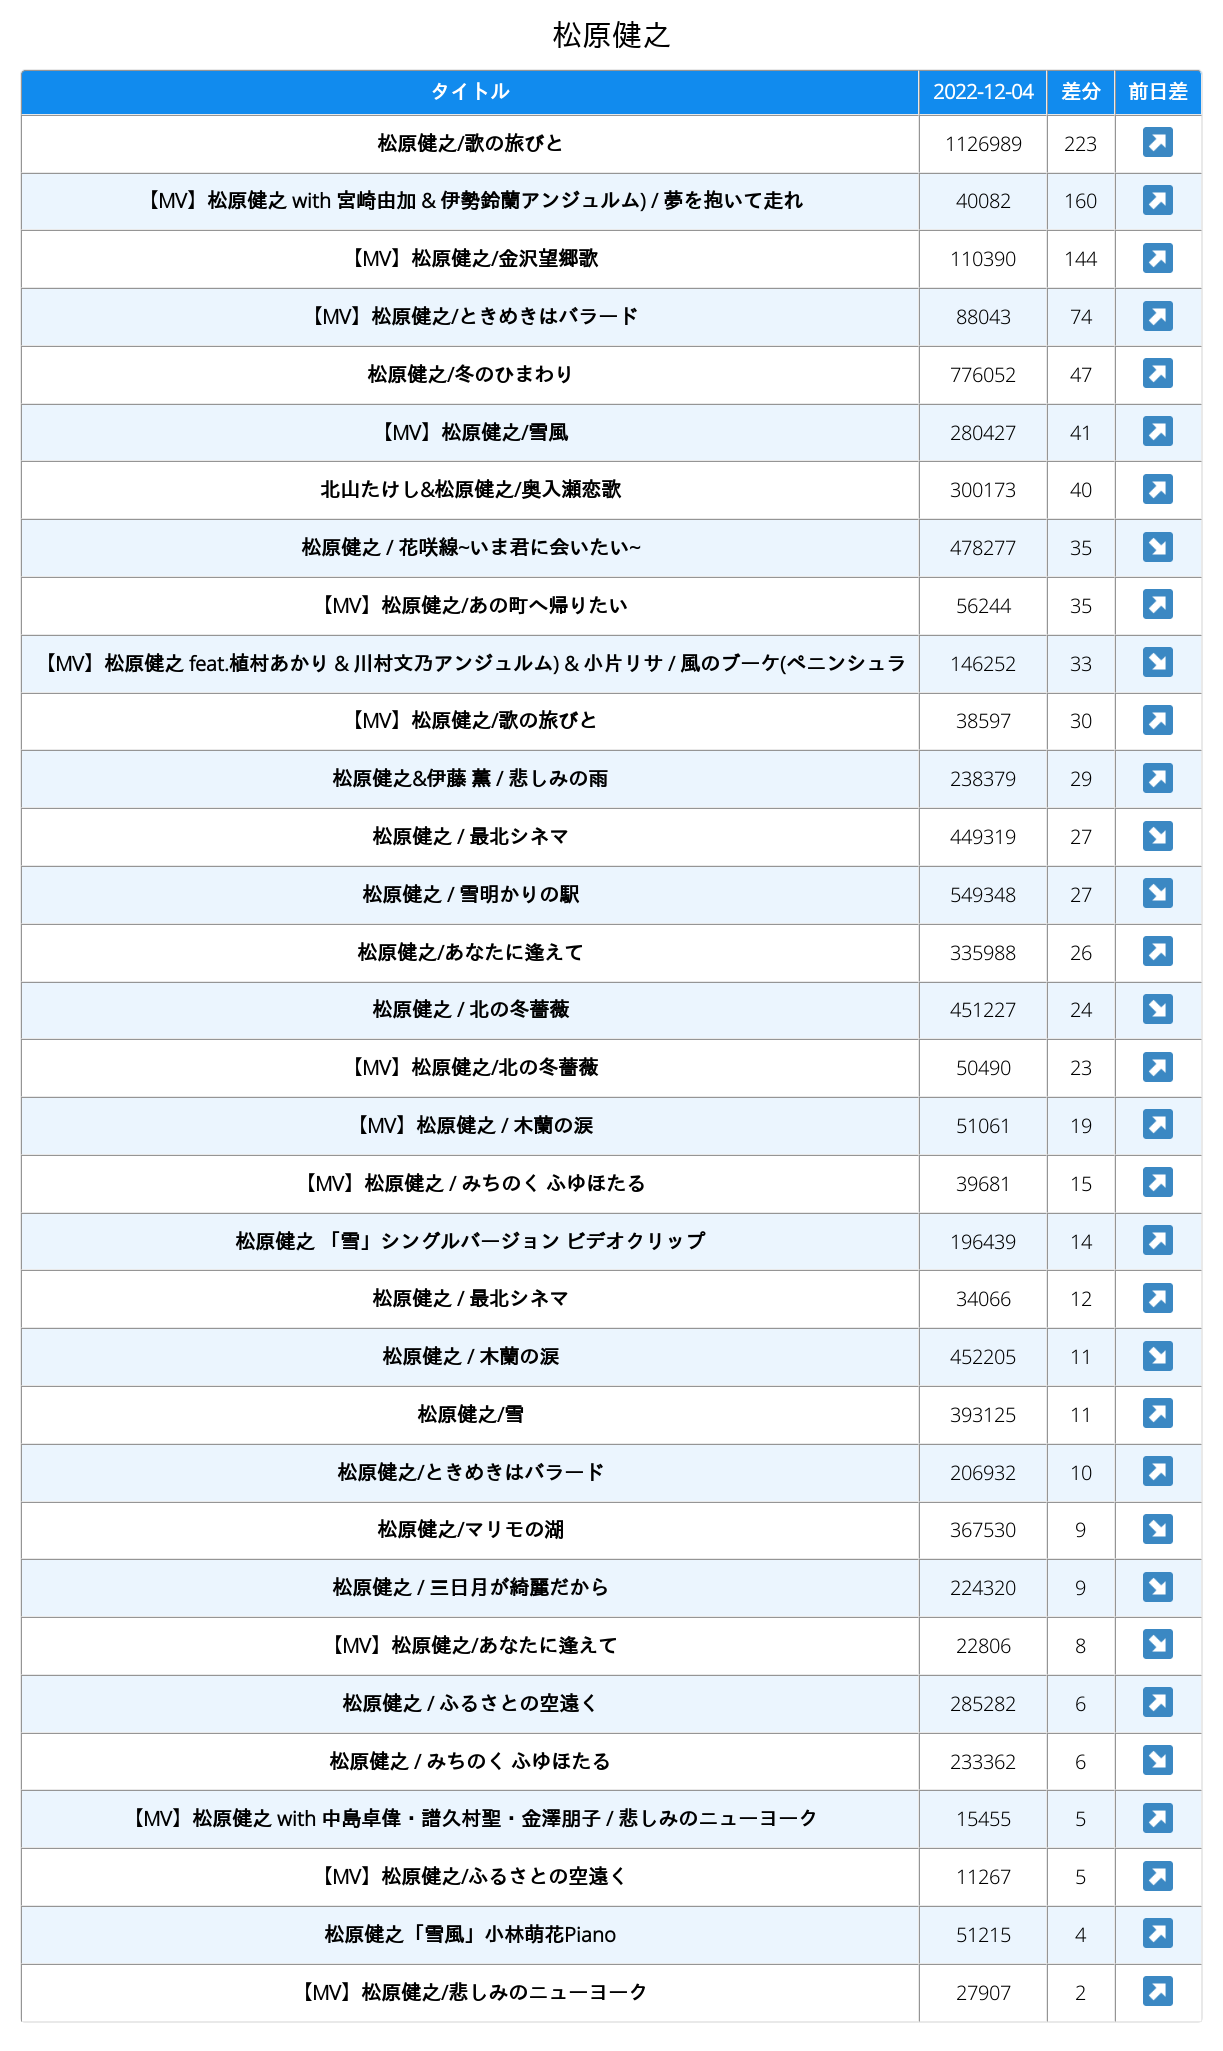 松原健之
タイトル 2022-12-04 差分 前日差
松原健之/歌の旅びと 1126989 223 ↗
【MV】松原健之 with 宮崎由加 & 伊勢鈴蘭アンジュルム) / 夢を抱いて走れ 40082 160 ↗
【MV】松原健之/金沢望郷歌 110390 144 ↗
【MV】松原健之/ときめきはバラード 88043 74 ↗
松原健之/冬のひまわり 776052 47 ↗
【MV】松原健之/雪風 280427 41 ↗
北山たけし&松原健之/奥入瀬恋歌 300173 40 ↗
松原健之 / 花咲線~いま君に会いたい~ 478277 35 ↘
【MV】松原健之/あの町へ帰りたい 56244 35 ↗
【MV】松原健之 feat.植村あかり & 川村文乃アンジュルム) & 小片リサ / 風のブーケ(ペニンシュラ 146252 33 ↘
【MV】松原健之/歌の旅びと 38597 30 ↗
松原健之&伊藤 薫 / 悲しみの雨 238379 29 ↗
松原健之 / 最北シネマ 449319 27 ↘
松原健之 / 雪明かりの駅 549348 27 ↘
松原健之/あなたに逢えて 335988 26 ↗
松原健之 / 北の冬薔薇 451227 24 ↘
【MV】松原健之/北の冬薔薇 50490 23 ↗
【MV】松原健之 / 木蘭の涙 51061 19 ↗
【MV】松原健之 / みちのく ふゆほたる 39681 15 ↗
松原健之 「雪」シングルバージョン ビデオクリップ 196439 14 ↗
松原健之 / 最北シネマ 34066 12 ↗
松原健之 / 木蘭の涙 452205 11 ↘
松原健之/雪 393125 11 ↗
松原健之/ときめきはバラード 206932 10 ↗
松原健之/マリモの湖 367530 9 ↘
松原健之 / 三日月が綺麗だから 224320 9 ↘
【MV】松原健之/あなたに逢えて 22806 8 ↘
松原健之 / ふるさとの空遠く 285282 6 ↗
松原健之 / みちのく ふゆほたる 233362 6 ↘
【MV】松原健之 with 中島卓偉・譜久村聖・金澤朋子 / 悲しみのニューヨーク 15455 5 ↗
【MV】松原健之/ふるさとの空遠く 11267 5 ↗
松原健之「雪風」小林萌花Piano 51215 4 ↗
【MV】松原健之/悲しみのニューヨーク 27907 2 ↗